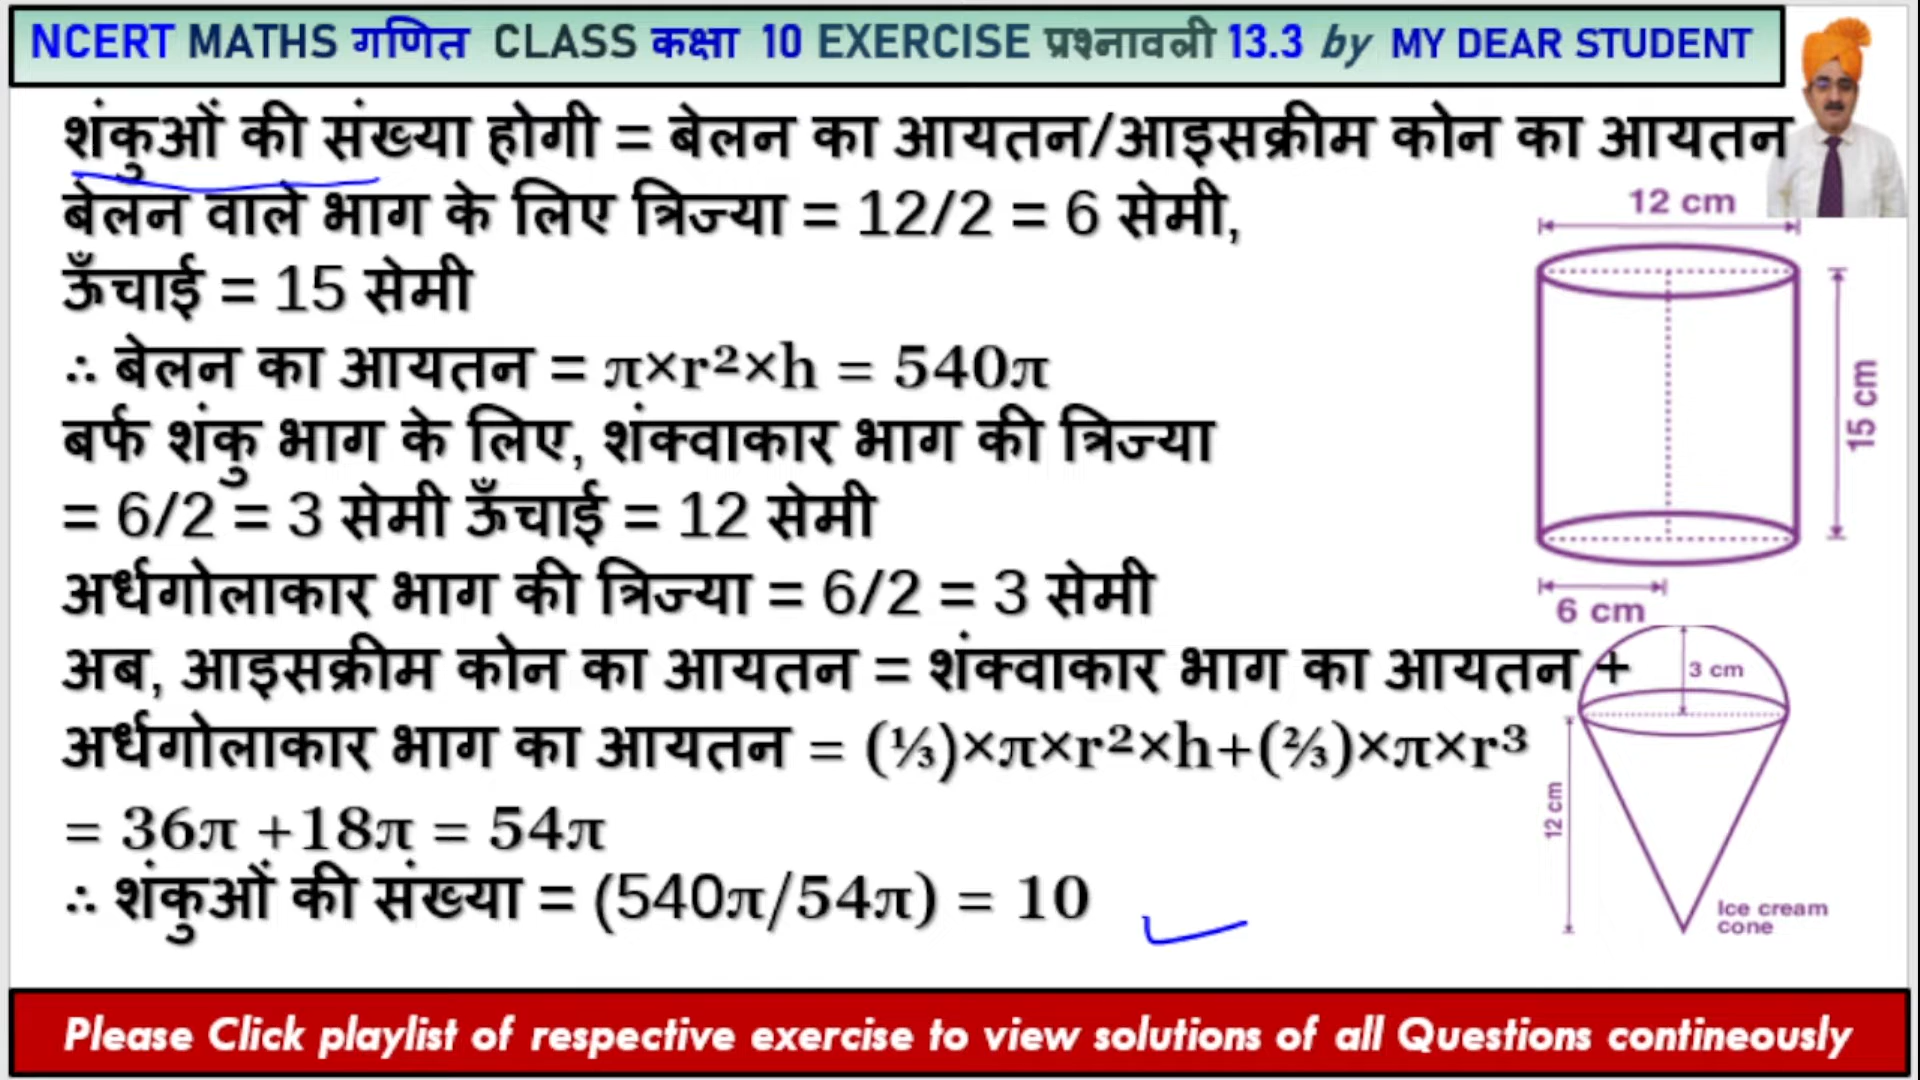 NCERT MATHS गणित CLASS कक्षा 10 EXERCISE प्रश्नावली 13.3 by MY DEAR STUDENT
शंकुओं की संख्या होगी = बेलन का आयतन/आइसक्रीम कोन का आयतन
बेलन वाले भाग के लिए त्रिज्या = 12/2 = 6 सेमी,
ऊँचाई = 15 सेमी
∴ बेलन का आयतन = π×r²×h = 540π
बर्फ शंकु भाग के लिए, शंक्वाकार भाग की त्रिज्या
= 6/2 = 3 सेमी ऊँचाई = 12 सेमी
अर्धगोलाकार भाग की त्रिज्या = 6/2 = 3 सेमी
अब, आइसक्रीम कोन का आयतन = शंक्वाकार भाग का आयतन +
अर्धगोलाकार भाग का आयतन = (⅓)×π×r²×h+(⅔)×π×r³
= 36π +18π = 54π
∴ शंकुओं की संख्या = (540π/54π) = 10
12 cm
15 cm
6 cm
3 cm
12 cm
Ice cream
cone
Please Click playlist of respective exercise to view solutions of all Questions contineously